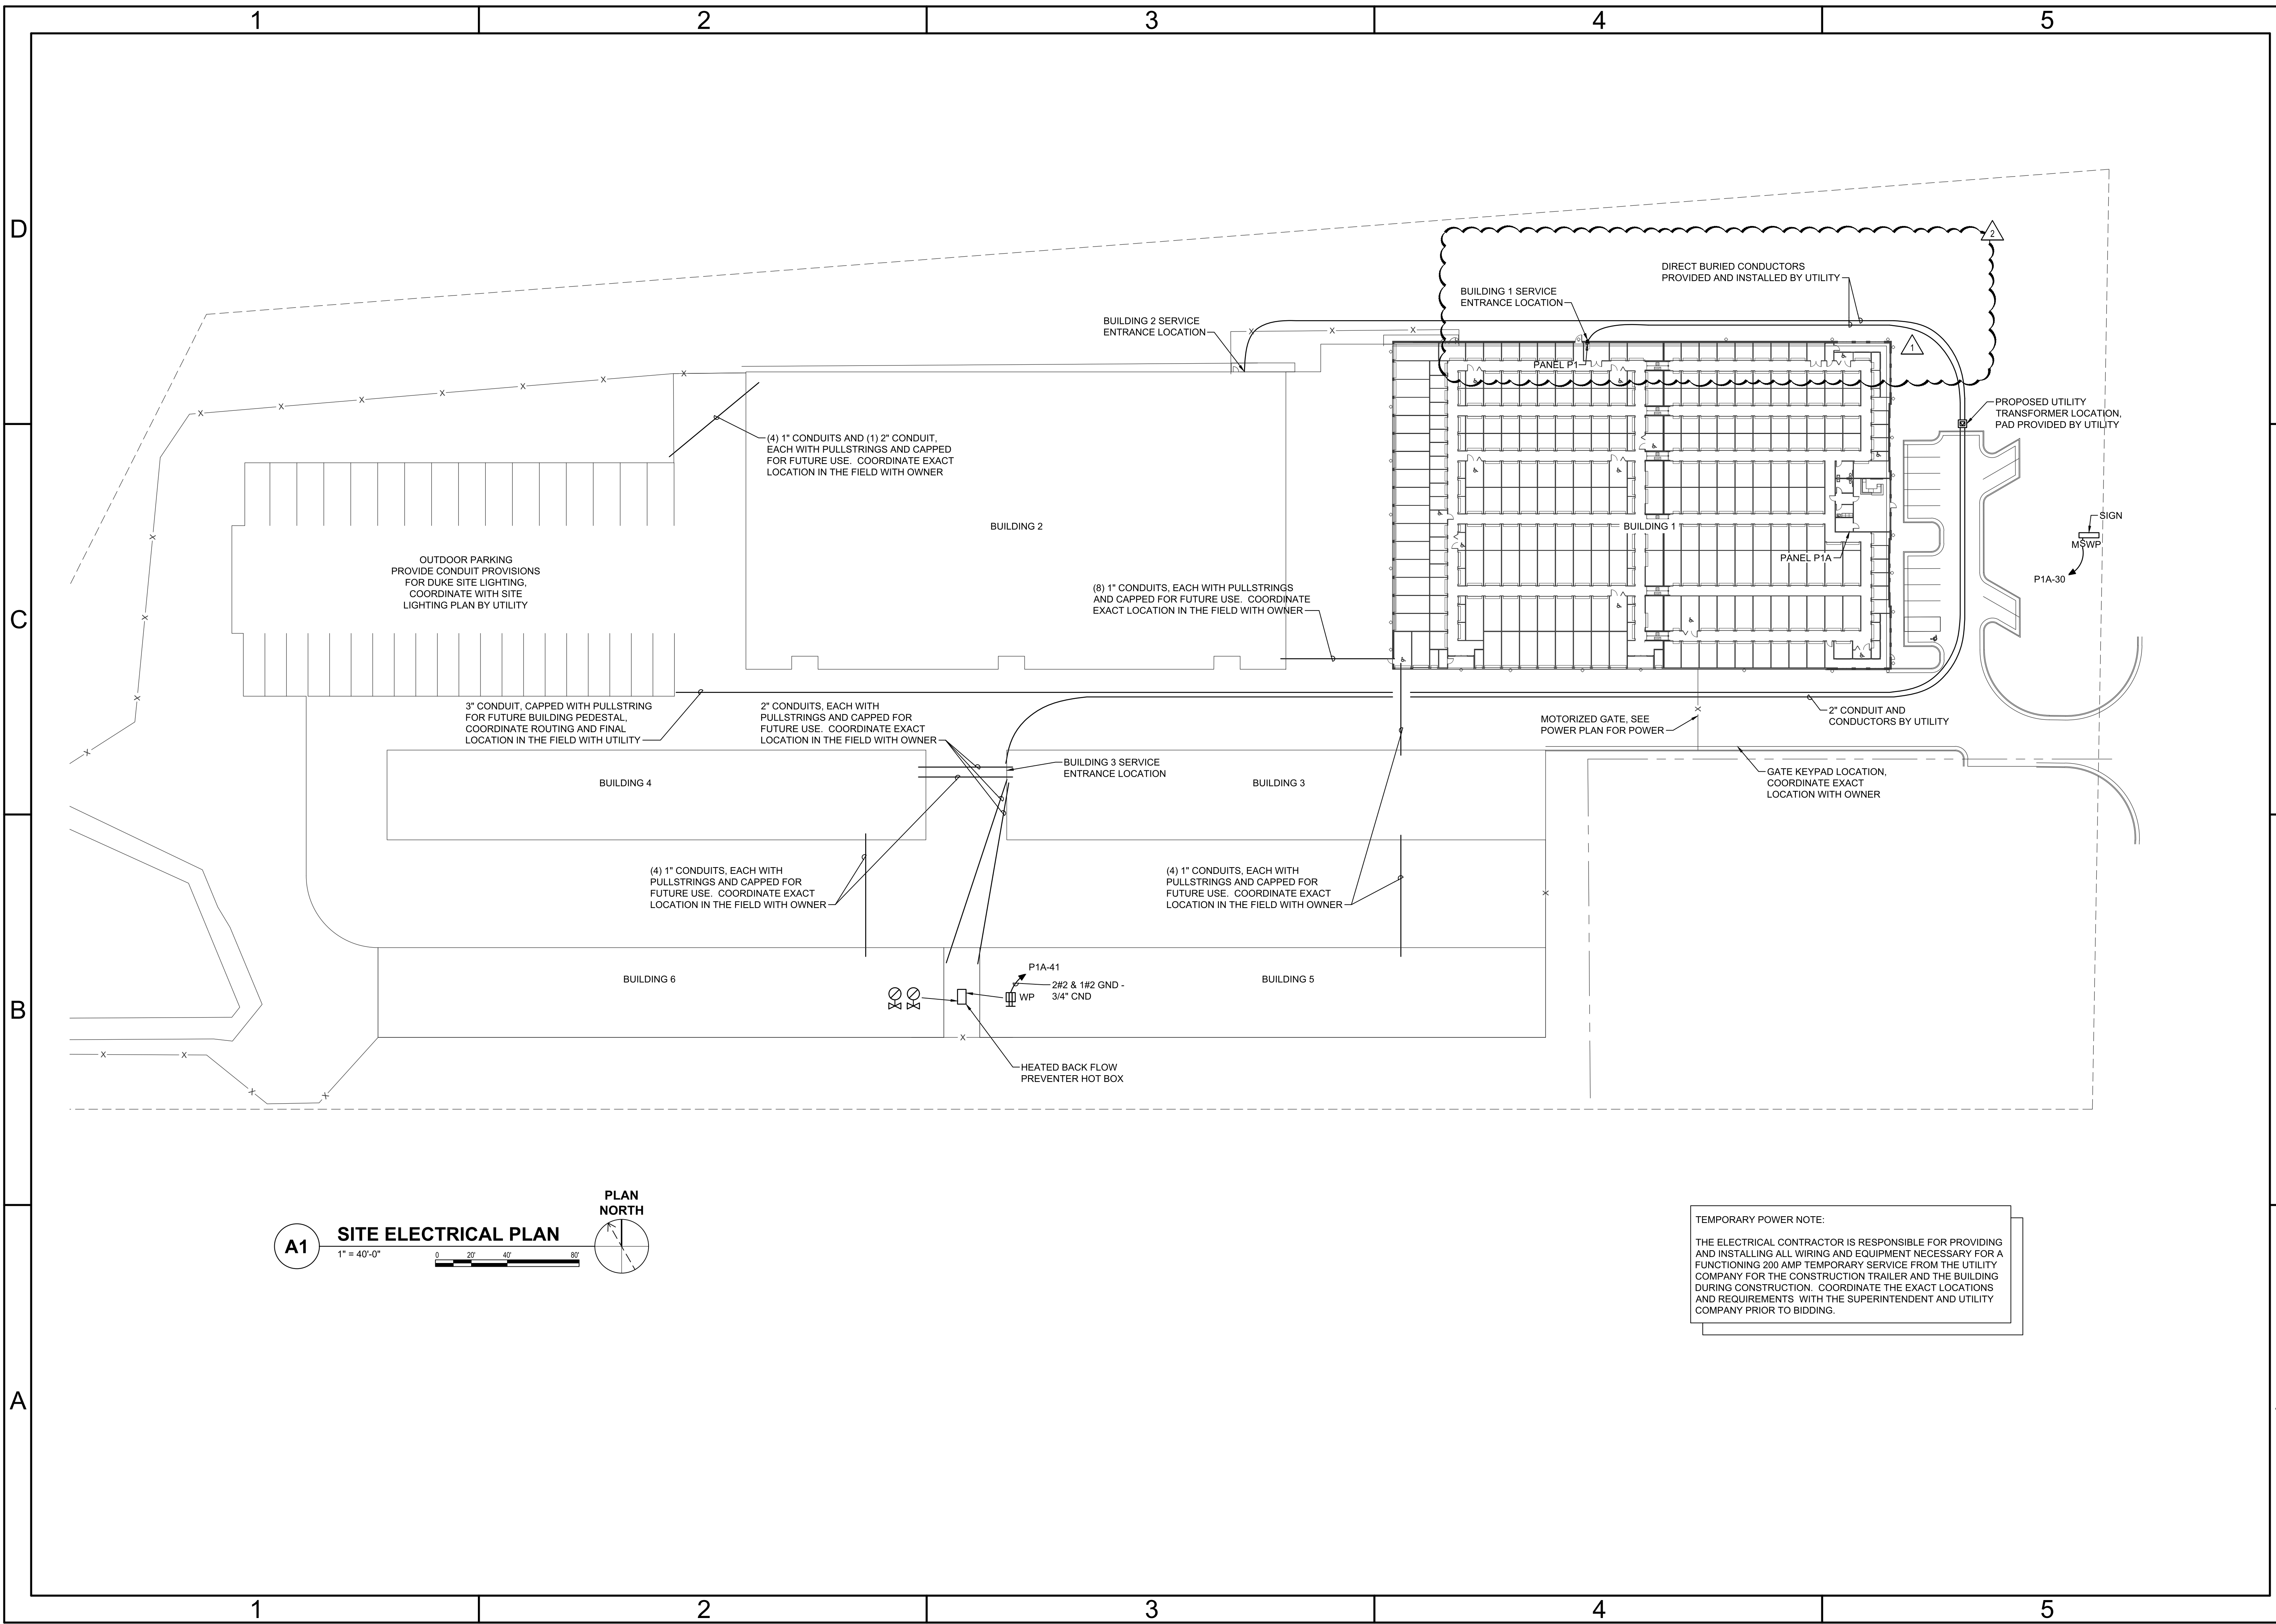 1
2
3
4
5
D
C
B
A
2
DIRECT BURIED CONDUCTORS
PROVIDED AND INSTALLED BY UTILITY
BUILDING 1 SERVICE
ENTRANCE LOCATION
BUILDING 2 SERVICE
ENTRANCE LOCATION
1
PANEL P1
PROPOSED UTILITY
TRANSFORMER LOCATION,
PAD PROVIDED BY UTILITY
(4) 1" CONDUITS AND (1) 2" CONDUIT,
EACH WITH PULLSTRINGS AND CAPPED
FOR FUTURE USE.  COORDINATE EXACT
LOCATION IN THE FIELD WITH OWNER
BUILDING 2
BUILDING 1
SIGN
M$WP
P1A-30
PANEL P1A
OUTDOOR PARKING
PROVIDE CONDUIT PROVISIONS
FOR DUKE SITE LIGHTING,
COORDINATE WITH SITE
LIGHTING PLAN BY UTILITY
(8) 1" CONDUITS, EACH WITH PULLSTRINGS
AND CAPPED FOR FUTURE USE.  COORDINATE
EXACT LOCATION IN THE FIELD WITH OWNER
3" CONDUIT, CAPPED WITH PULLSTRING
FOR FUTURE BUILDING PEDESTAL,
COORDINATE ROUTING AND FINAL
LOCATION IN THE FIELD WITH UTILITY
2" CONDUITS, EACH WITH
PULLSTRINGS AND CAPPED FOR
FUTURE USE.  COORDINATE EXACT
LOCATION IN THE FIELD WITH OWNER
MOTORIZED GATE, SEE
POWER PLAN FOR POWER
2" CONDUIT AND
CONDUCTORS BY UTILITY
BUILDING 3 SERVICE
ENTRANCE LOCATION
GATE KEYPAD LOCATION,
COORDINATE EXACT
LOCATION WITH OWNER
BUILDING 4
BUILDING 3
(4) 1" CONDUITS, EACH WITH
PULLSTRINGS AND CAPPED FOR
FUTURE USE.  COORDINATE EXACT
LOCATION IN THE FIELD WITH OWNER
(4) 1" CONDUITS, EACH WITH
PULLSTRINGS AND CAPPED FOR
FUTURE USE.  COORDINATE EXACT
LOCATION IN THE FIELD WITH OWNER
BUILDING 6
P1A-41
2#2 & 1#2 GND -
3/4" CND
WP
BUILDING 5
HEATED BACK FLOW
PREVENTER HOT BOX
PLAN
NORTH
A1
SITE ELECTRICAL PLAN
1" = 40'-0"
0 20' 40' 80'
TEMPORARY POWER NOTE:
THE ELECTRICAL CONTRACTOR IS RESPONSIBLE FOR PROVIDING
AND INSTALLING ALL WIRING AND EQUIPMENT NECESSARY FOR A
FUNCTIONING 200 AMP TEMPORARY SERVICE FROM THE UTILITY
COMPANY FOR THE CONSTRUCTION TRAILER AND THE BUILDING
DURING CONSTRUCTION.  COORDINATE THE EXACT LOCATIONS
AND REQUIREMENTS  WITH THE SUPERINTENDENT AND UTILITY
COMPANY PRIOR TO BIDDING.
1
2
3
4
5